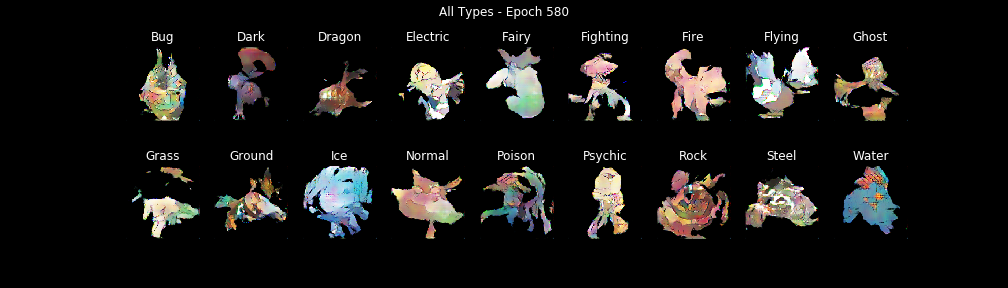 All Types - Epoch 580
Bug Dark Dragon Electric Fairy Fighting Fire Flying Ghost
Grass Ground Ice Normal Poison Psychic Rock Steel Water